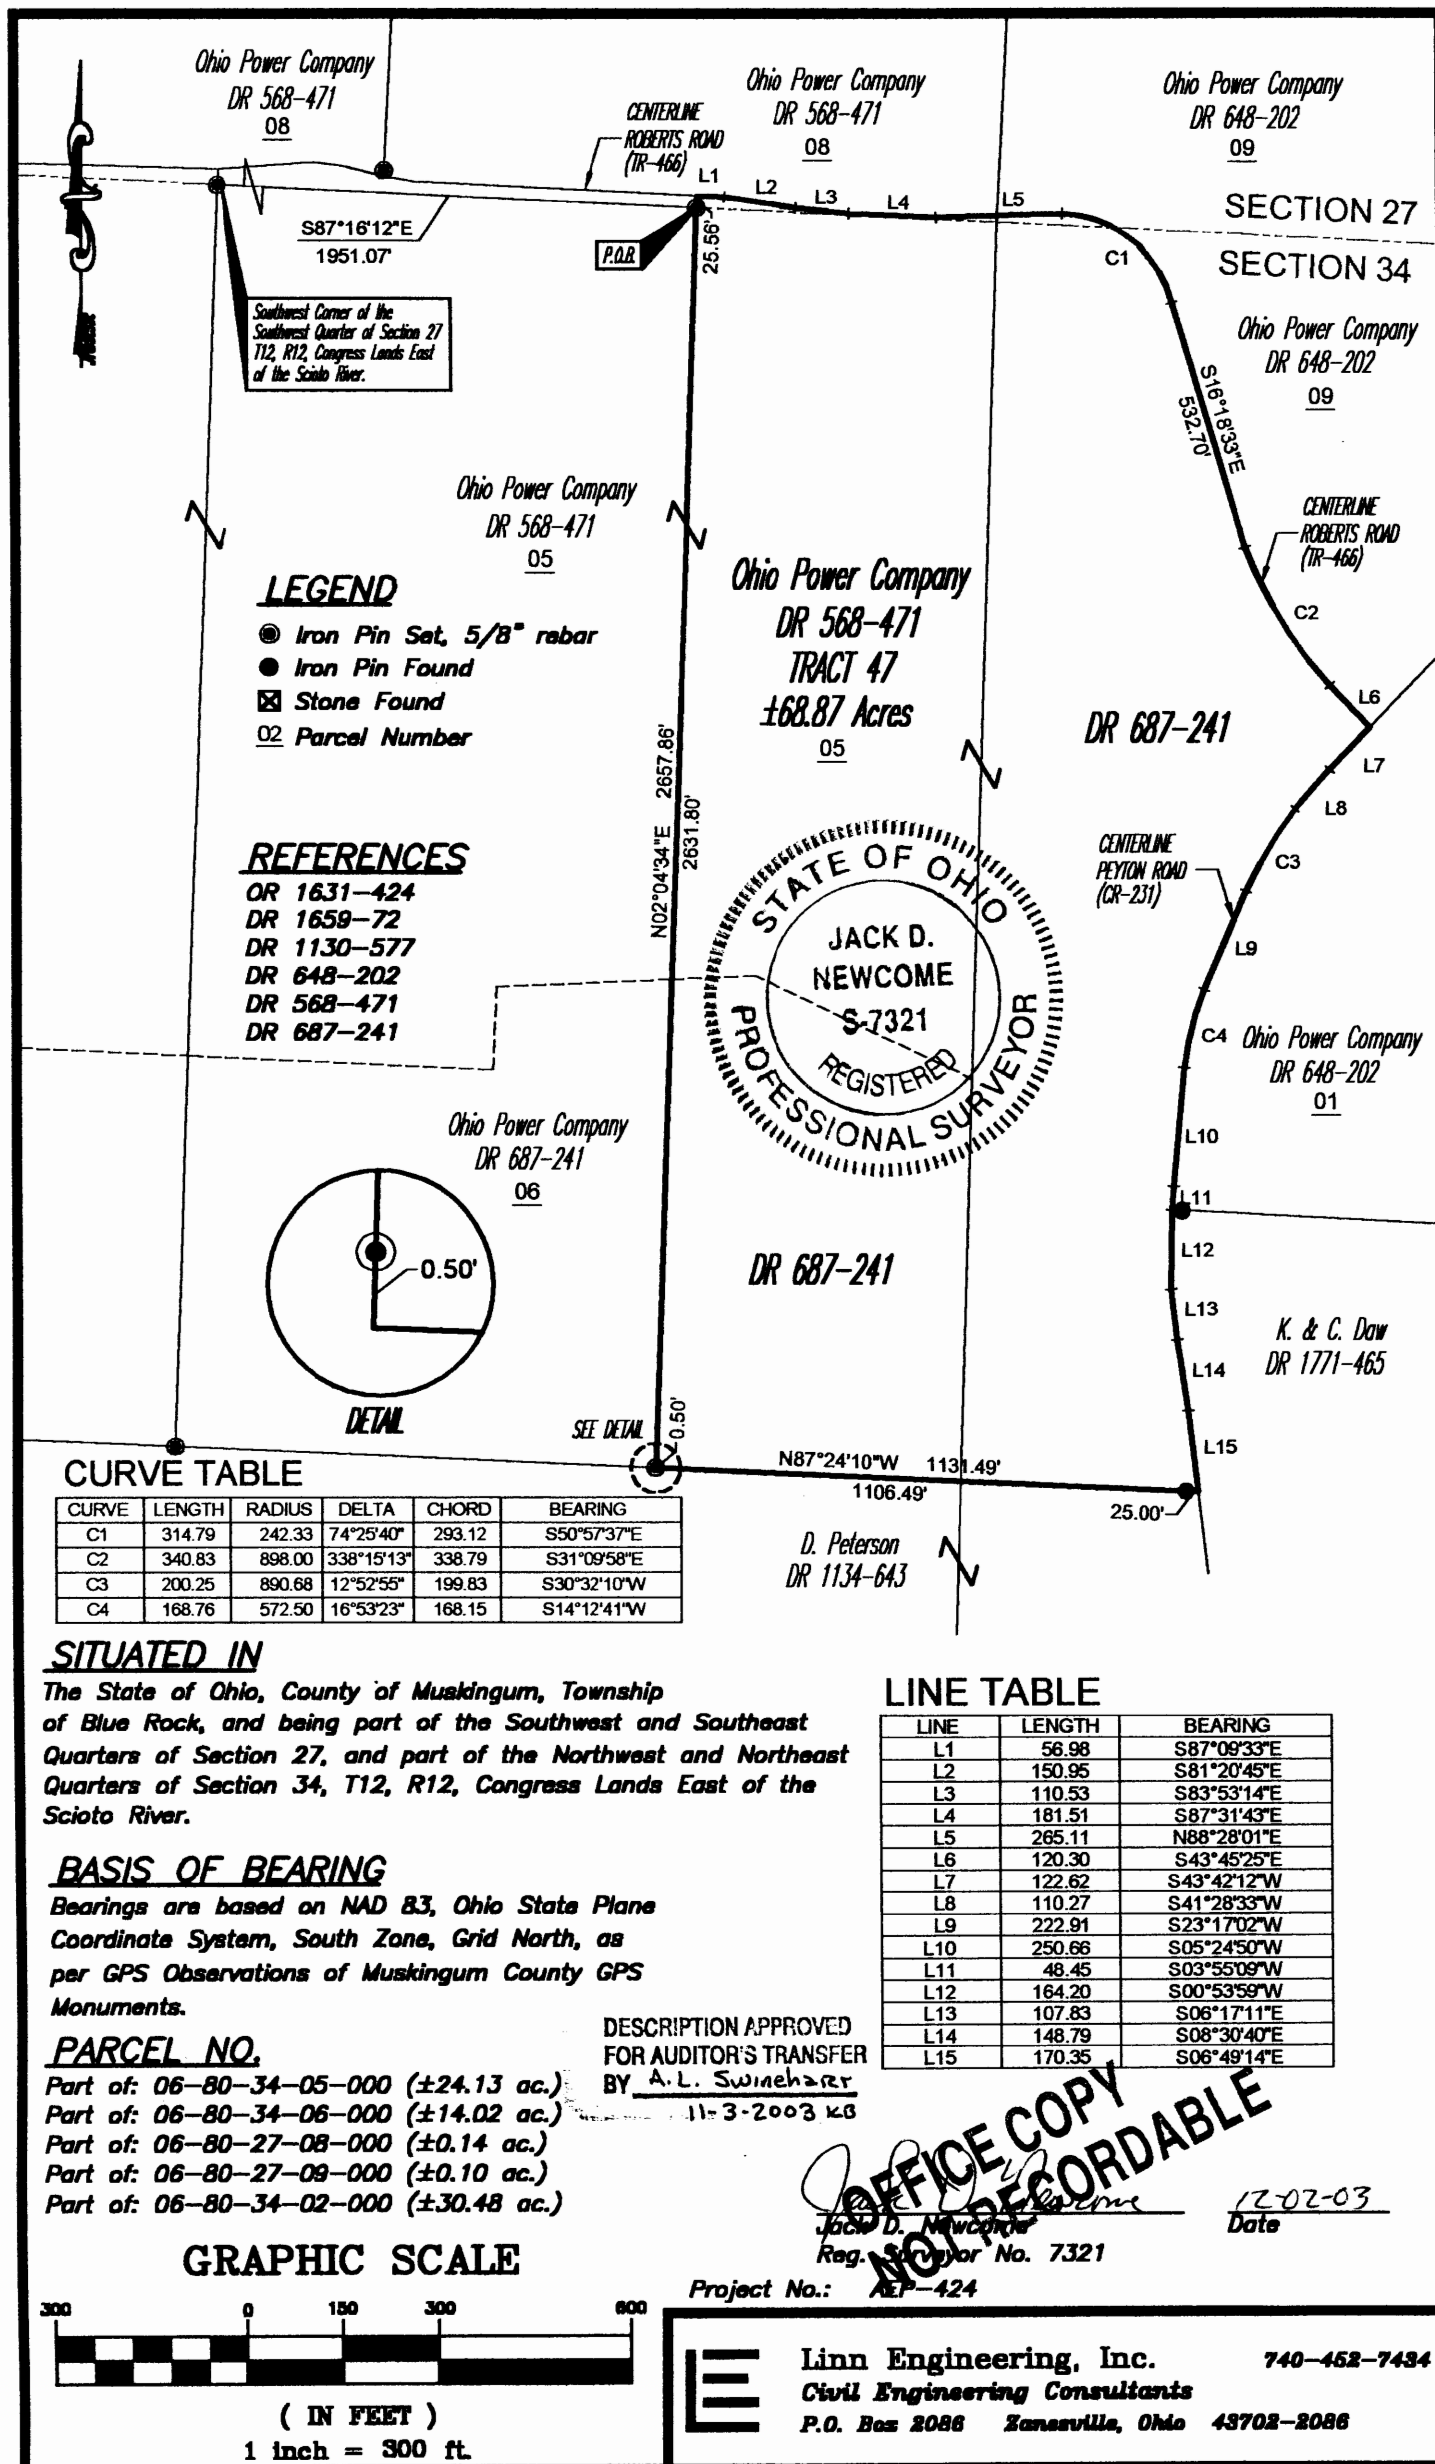 Ohio Power Company
DR 568-471
08
CENTERLINE
ROBERTS ROAD
(TR-466)
Ohio Power Company
DR 568-471
08
Ohio Power Company
DR 648-202
09
L1
L2
L3
L4
L5
SECTION 27
S87°16'12"E
1951.07'
P.O.B.
25.56'
C1
SECTION 34
Southwest Corner of the
Southwest Quarter of Section 27
T12, R12, Congress Lands East
of the Scioto River.
Ohio Power Company
DR 648-202
09
S16°18'33"E
532.70'
Ohio Power Company
DR 568-471
05
CENTERLINE
ROBERTS ROAD
(TR-466)
LEGEND
Iron Pin Set, 5/8" rebar
Iron Pin Found
Stone Found
02 Parcel Number
Ohio Power Company
DR 568-471
TRACT 47
±68.87 Acres
05
C2
L6
DR 687-241
L7
L8
N02°04'34"E 2657.86'
2631.80'
REFERENCES
OR 1631-424
DR 1659-72
DR 1130-577
DR 648-202
DR 568-471
DR 687-241
STATE OF OHIO
JACK D.
NEWCOME
S-7321
REGISTERED
PROFESSIONAL SURVEYOR
CENTERLINE
PEYTON ROAD
(CR-231)
C3
L9
C4
Ohio Power Company
DR 648-202
01
L10
L11
Ohio Power Company
DR 687-241
06
0.50'
DETAIL
DR 687-241
L12
L13
K. & C. Daw
DR 1771-465
L14
L15
SEE DETAIL
0.50'
N87°24'10"W 1131.49'
1106.49'
25.00'
D. Peterson
DR 1134-643
CURVE TABLE
CURVE LENGTH RADIUS DELTA CHORD BEARING
C1 314.79 242.33 74°25'40" 293.12 S50°57'37"E
C2 340.83 898.00 338°15'13" 338.79 S31°09'58"E
C3 200.25 890.68 12°52'55" 199.83 S30°32'10"W
C4 168.76 572.50 16°53'23" 168.15 S14°12'41"W
SITUATED IN
The State of Ohio, County of Muskingum, Township
of Blue Rock, and being part of the Southwest and Southeast
Quarters of Section 27, and part of the Northwest and Northeast
Quarters of Section 34, T12, R12, Congress Lands East of the
Scioto River.
BASIS OF BEARING
Bearings are based on NAD 83, Ohio State Plane
Coordinate System, South Zone, Grid North, as
per GPS Observations of Muskingum County GPS
Monuments.
PARCEL NO.
Part of: 06-80-34-05-000 (±24.13 ac.)
Part of: 06-80-34-06-000 (±14.02 ac.)
Part of: 06-80-27-08-000 (±0.14 ac.)
Part of: 06-80-27-09-000 (±0.10 ac.)
Part of: 06-80-34-02-000 (±30.48 ac.)
DESCRIPTION APPROVED
FOR AUDITOR'S TRANSFER
BY A.L. Swinehart
11-3-2003 KB
LINE TABLE
LINE LENGTH BEARING
L1 56.98 S87°09'33"E
L2 150.95 S81°20'45"E
L3 110.53 S83°53'14"E
L4 181.51 S87°31'43"E
L5 265.11 N88°28'01"E
L6 120.30 S43°45'25"E
L7 122.62 S43°42'12"W
L8 110.27 S41°28'33"W
L9 222.91 S23°17'02"W
L10 250.66 S05°24'50"W
L11 48.45 S03°55'09"W
L12 164.20 S00°53'59"W
L13 107.83 S06°17'11"E
L14 148.79 S08°30'40"E
L15 170.35 S06°49'14"E
OFFICE COPY
NOT RECORDABLE
Jack D. Newcome 12-02-03
Jack D. Newcome Date
Reg. Surveyor No. 7321
Project No.: AEP-424
GRAPHIC SCALE
300 0 150 300 600
( IN FEET )
1 inch = 300 ft.
Linn Engineering, Inc. 740-452-7434
Civil Engineering Consultants
P.O. Box 2086 Zanesville, Ohio 43702-2086